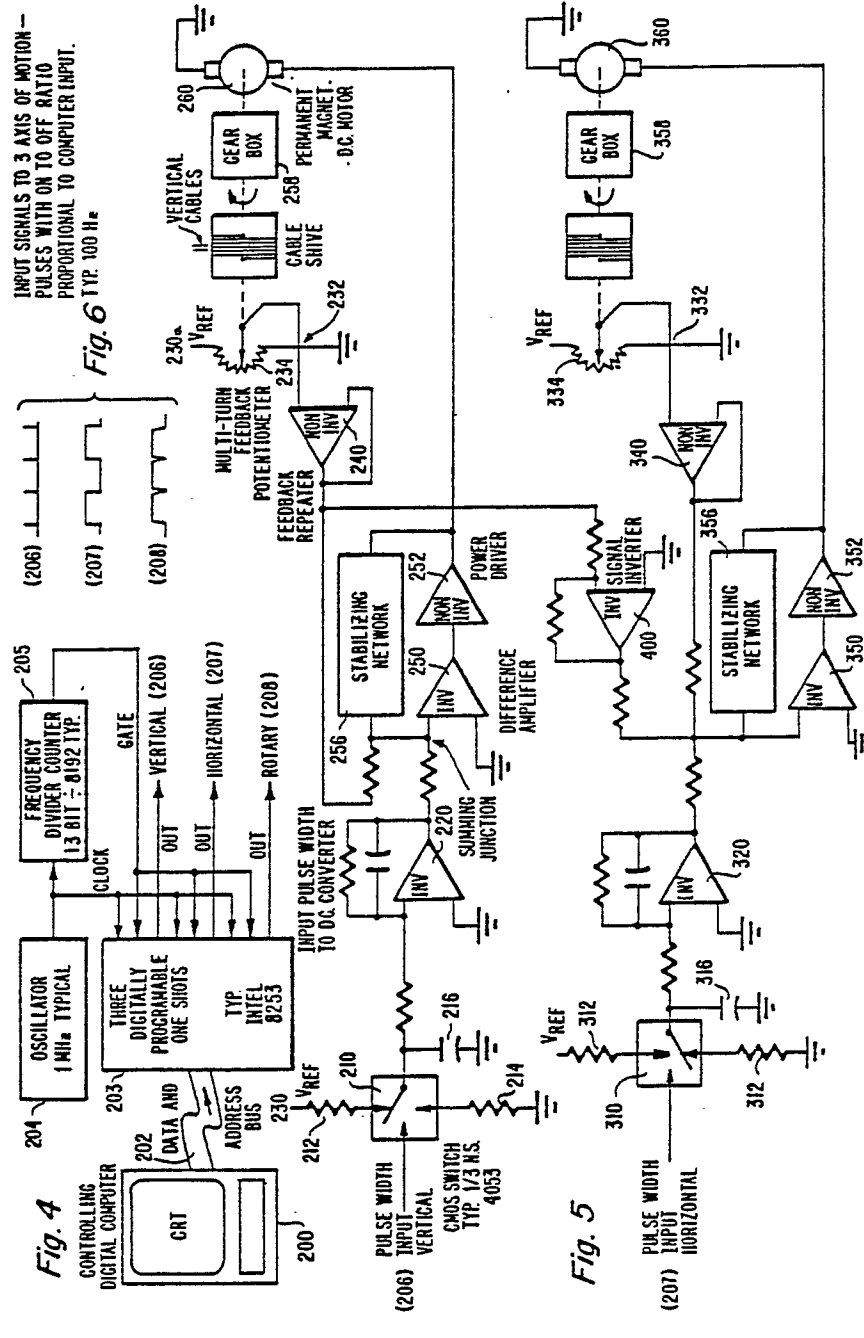 Fig. 4
CONTROLLING
DIGITAL COMPUTER
CRT
200
202
DATA AND
ADDRESS
BUS
204
OSCILLATOR
1 MHz TYPICAL
205
FREQUENCY
DIVIDER COUNTER
13 BIT ÷ 8192 TYP.
CLOCK
GATE
203
THREE
DIGITALLY
PROGRAMABLE
ONE SHOTS
TYP.
INTEL
8253
OUT
VERTICAL (206)
OUT
HORIZONTAL (207)
OUT
ROTARY (208)
(206)
(207)
(208)
Fig. 6
INPUT SIGNALS TO 3 AXIS OF MOTION—
PULSES WITH ON TO OFF RATIO
PROPORTIONAL TO COMPUTER INPUT.
TYP. 100 Hz
230
VREF
212
210
PULSE WIDTH
INPUT
VERTICAL
(206)
214
216
CMOS SWITCH
TYP. 1/3 N.S.
4053
INPUT PULSE WIDTH
TO D.C. CONVERTER
INV
220
SUMMING
JUNCTION
256
STABILIZING
NETWORK
INV
250
DIFFERENCE
AMPLIFIER
NON
INV
252
POWER
DRIVER
FEEDBACK
REPEATER
NON
INV
240
MULTI-TURN
FEEDBACK
POTENTIOMETER
230a
VREF
234
232
VERTICAL
CABLES
CABLE
SHIVE
GEAR
BOX
258
260
PERMANENT
MAGNET
D.C. MOTOR
Fig. 5
PULSE WIDTH
INPUT
HORIZONTAL
(207)
VREF
312
310
312
316
INV
320
INV
SIGNAL
INVERTER
400
STABILIZING
NETWORK
356
INV
350
NON
INV
352
NON
INV
340
VREF
334
332
GEAR
BOX
358
360